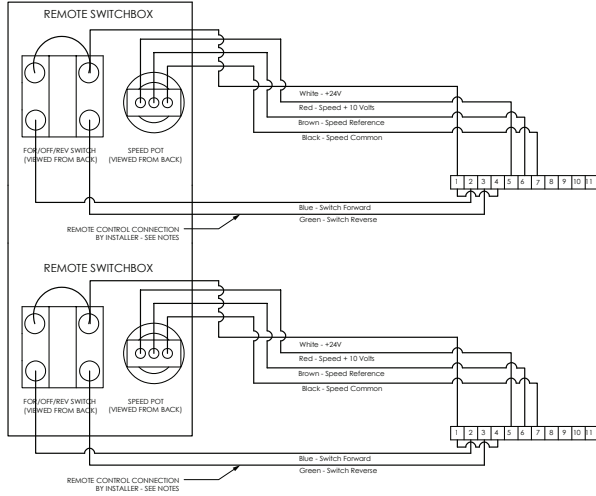 REMOTE SWITCHBOX
White - +24V
Red - Speed + 10 Volts
Brown - Speed Reference
Black - Speed Common
FOR/OFF/REV SWITCH
(VIEWED FROM BACK)
SPEED POT
(VIEWED FROM BACK)
1 2 3 4 5 6 7 8 9 10 11
Blue - Switch Forward
Green - Switch Reverse
REMOTE CONTROL CONNECTION
BY INSTALLER - SEE NOTES
REMOTE SWITCHBOX
White - +24V
Red - Speed + 10 Volts
Brown - Speed Reference
Black - Speed Common
FOR/OFF/REV SWITCH
(VIEWED FROM BACK)
SPEED POT
(VIEWED FROM BACK)
1 2 3 4 5 6 7 8 9 10 11
Blue - Switch Forward
Green - Switch Reverse
REMOTE CONTROL CONNECTION
BY INSTALLER - SEE NOTES